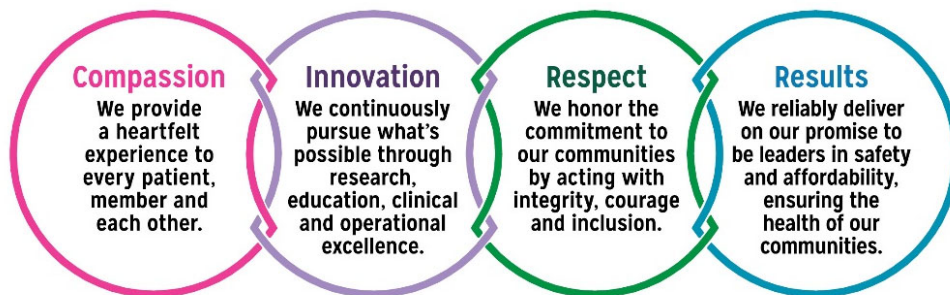 Compassion
We provide
a heartfelt
experience to
every patient,
member and
each other.
Innovation
We continuously
pursue what's
possible through
research,
education, clinical
and operational
excellence.
Respect
We honor the
commitment to
our communities
by acting with
integrity, courage
and inclusion.
Results
We reliably deliver
on our promise to
be leaders in safety
and affordability,
ensuring the
health of our
communities.